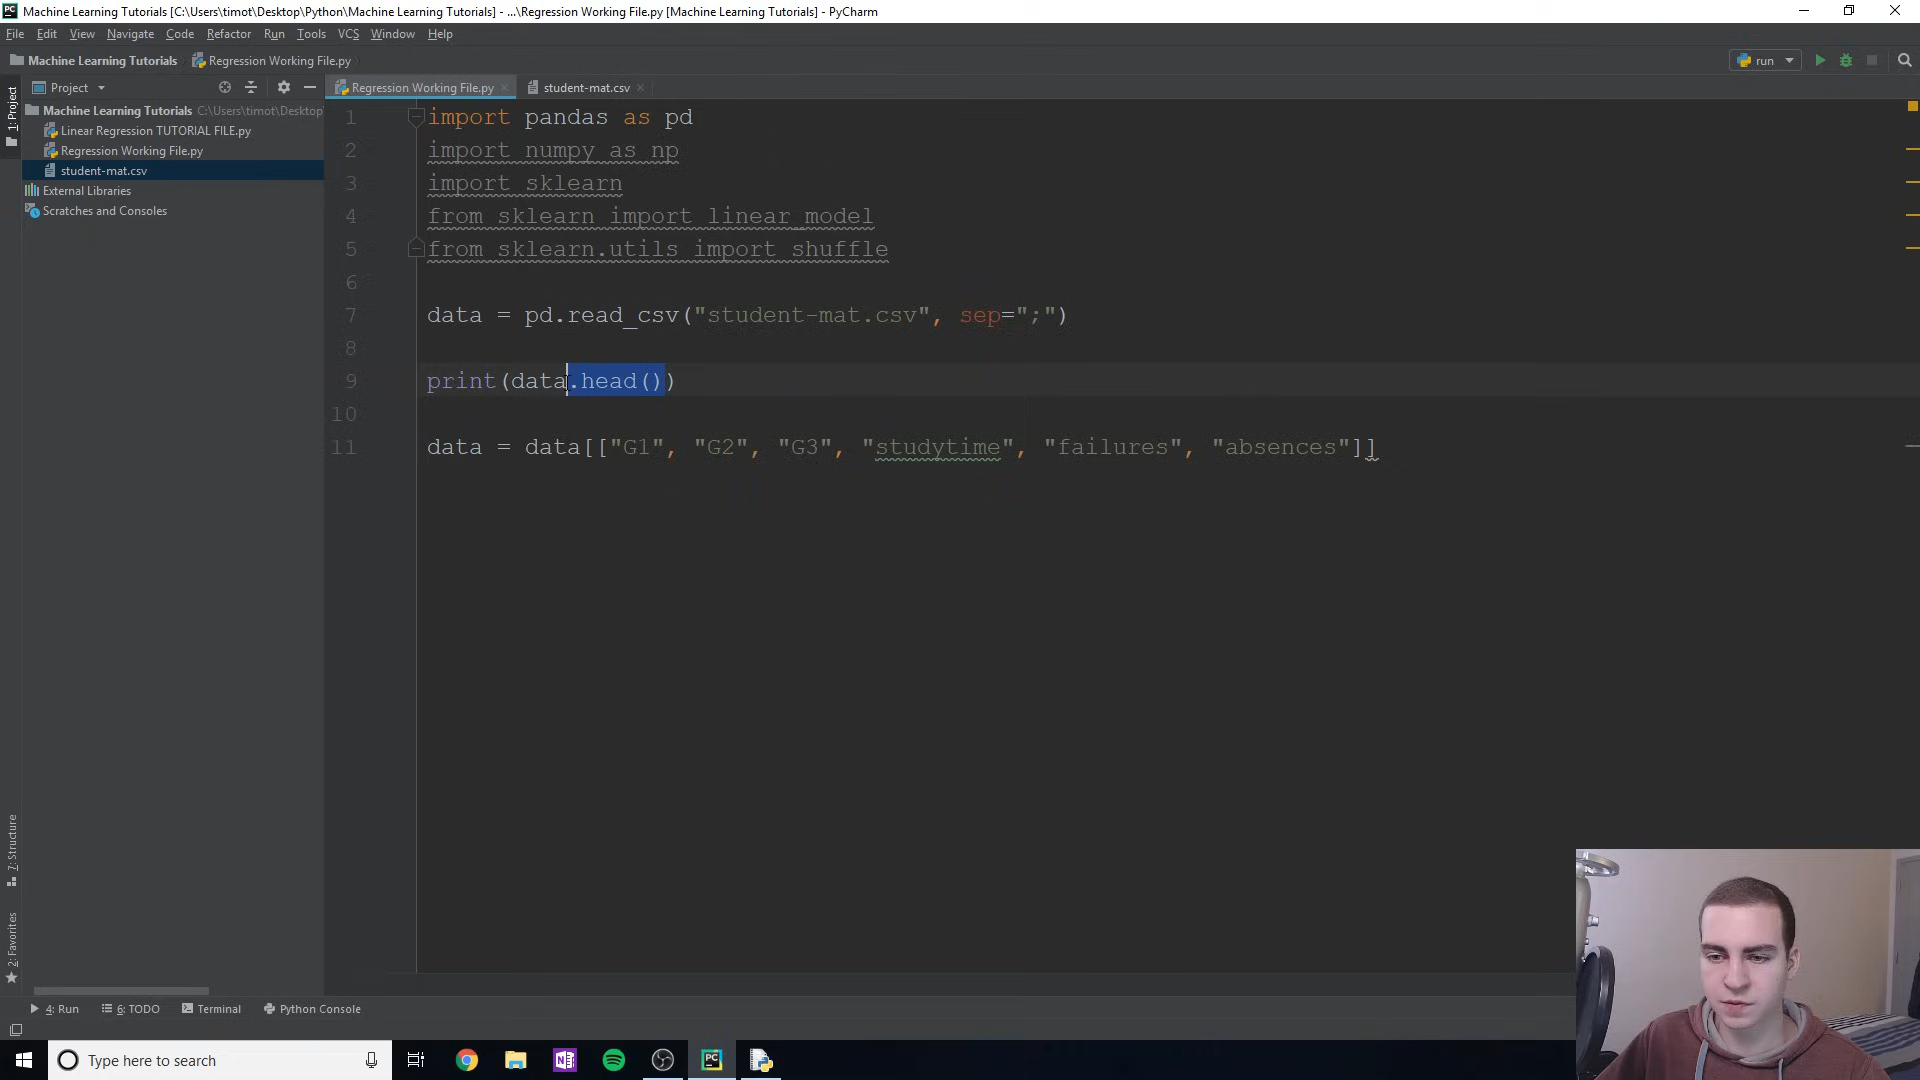 Machine Learning Tutorials [C:\Users\timot\Desktop\Python\Machine Learning Tutorials] - ...\Regression Working File.py [Machine Learning Tutorials] - PyCharm
File Edit View Navigate Code Refactor Run Tools VCS Window Help
Machine Learning Tutorials Regression Working File.py run
Project Regression Working File.py student-mat.csv
1: Project
Machine Learning Tutorials C:\Users\timot\Desktop
Linear Regression TUTORIAL FILE.py
Regression Working File.py
student-mat.csv
External Libraries
Scratches and Consoles
1 import pandas as pd
2 import numpy as np
3 import sklearn
4 from sklearn import linear_model
5 from sklearn.utils import shuffle
6
7 data = pd.read_csv("student-mat.csv", sep=";")
8
9 print(data.head())
10
11 data = data[["G1", "G2", "G3", "studytime", "failures", "absences"]]
7: Structure
2: Favorites
4: Run 6: TODO Terminal Python Console
Type here to search